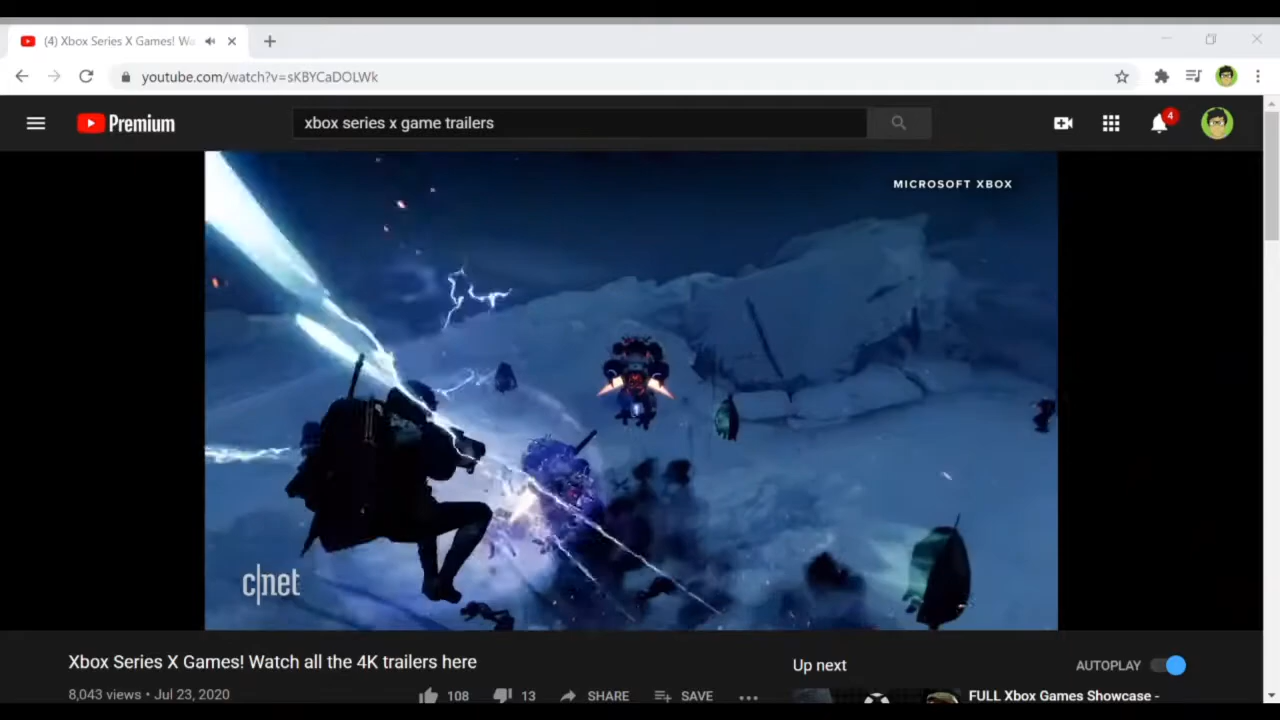 (4) Xbox Series X Games! Wa
youtube.com/watch?v=sKBYCaDOLWk
Premium
xbox series x game trailers
4
MICROSOFT XBOX
c|net
Xbox Series X Games! Watch all the 4K trailers here
8,043 views • Jul 23, 2020
108
13
SHARE
SAVE
Up next
AUTOPLAY
FULL Xbox Games Showcase -